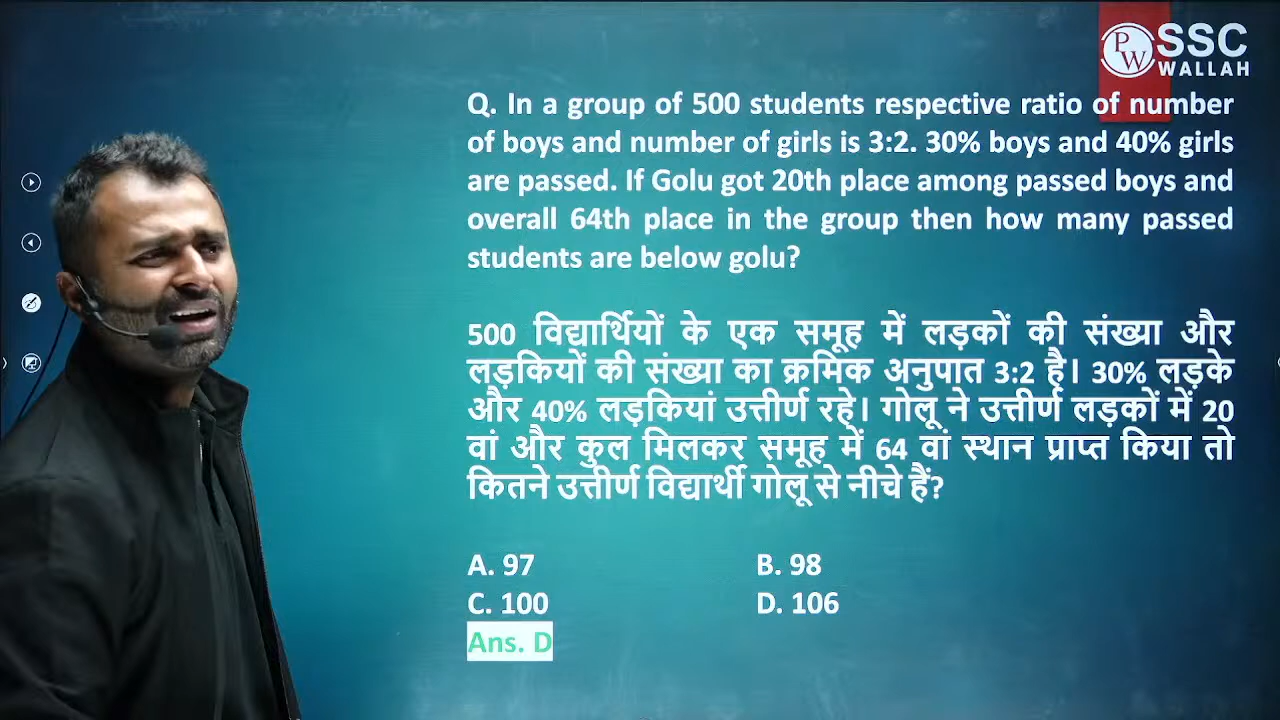 PW
SSC
WALLAH
Q. In a group of 500 students respective ratio of number
of boys and number of girls is 3:2. 30% boys and 40% girls
are passed. If Golu got 20th place among passed boys and
overall 64th place in the group then how many passed
students are below golu?
500 विद्यार्थियों के एक समूह में लड़कों की संख्या और
लड़कियों की संख्या का क्रमिक अनुपात 3:2 है। 30% लड़के
और 40% लड़कियां उत्तीर्ण रहे। गोलू ने उत्तीर्ण लड़कों में 20
वां और कुल मिलकर समूह में 64 वां स्थान प्राप्त किया तो
कितने उत्तीर्ण विद्यार्थी गोलू से नीचे हैं?
A. 97 B. 98
C. 100 D. 106
Ans. D